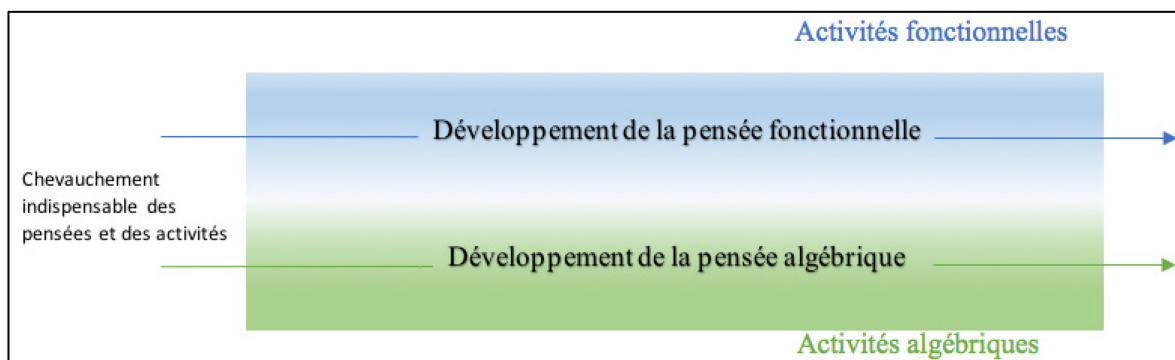 Activités fonctionnelles
Développement de la pensée fonctionnelle
Chevauchement
indispensable des
pensées et des activités
Développement de la pensée algébrique
Activités algébriques